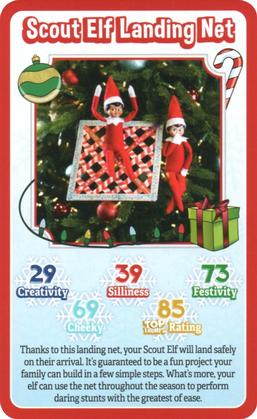 Scout Elf Landing Net
29 39 73
Creativity Silliness Festivity
69 85
Cheeky TOP TRUMPS Rating
Thanks to this landing net, your Scout Elf will land safely
on their arrival. It's guaranteed to be a fun project your
family can build in a few simple steps. What's more, your
elf can use the net throughout the season to perform
daring stunts with the greatest of ease.